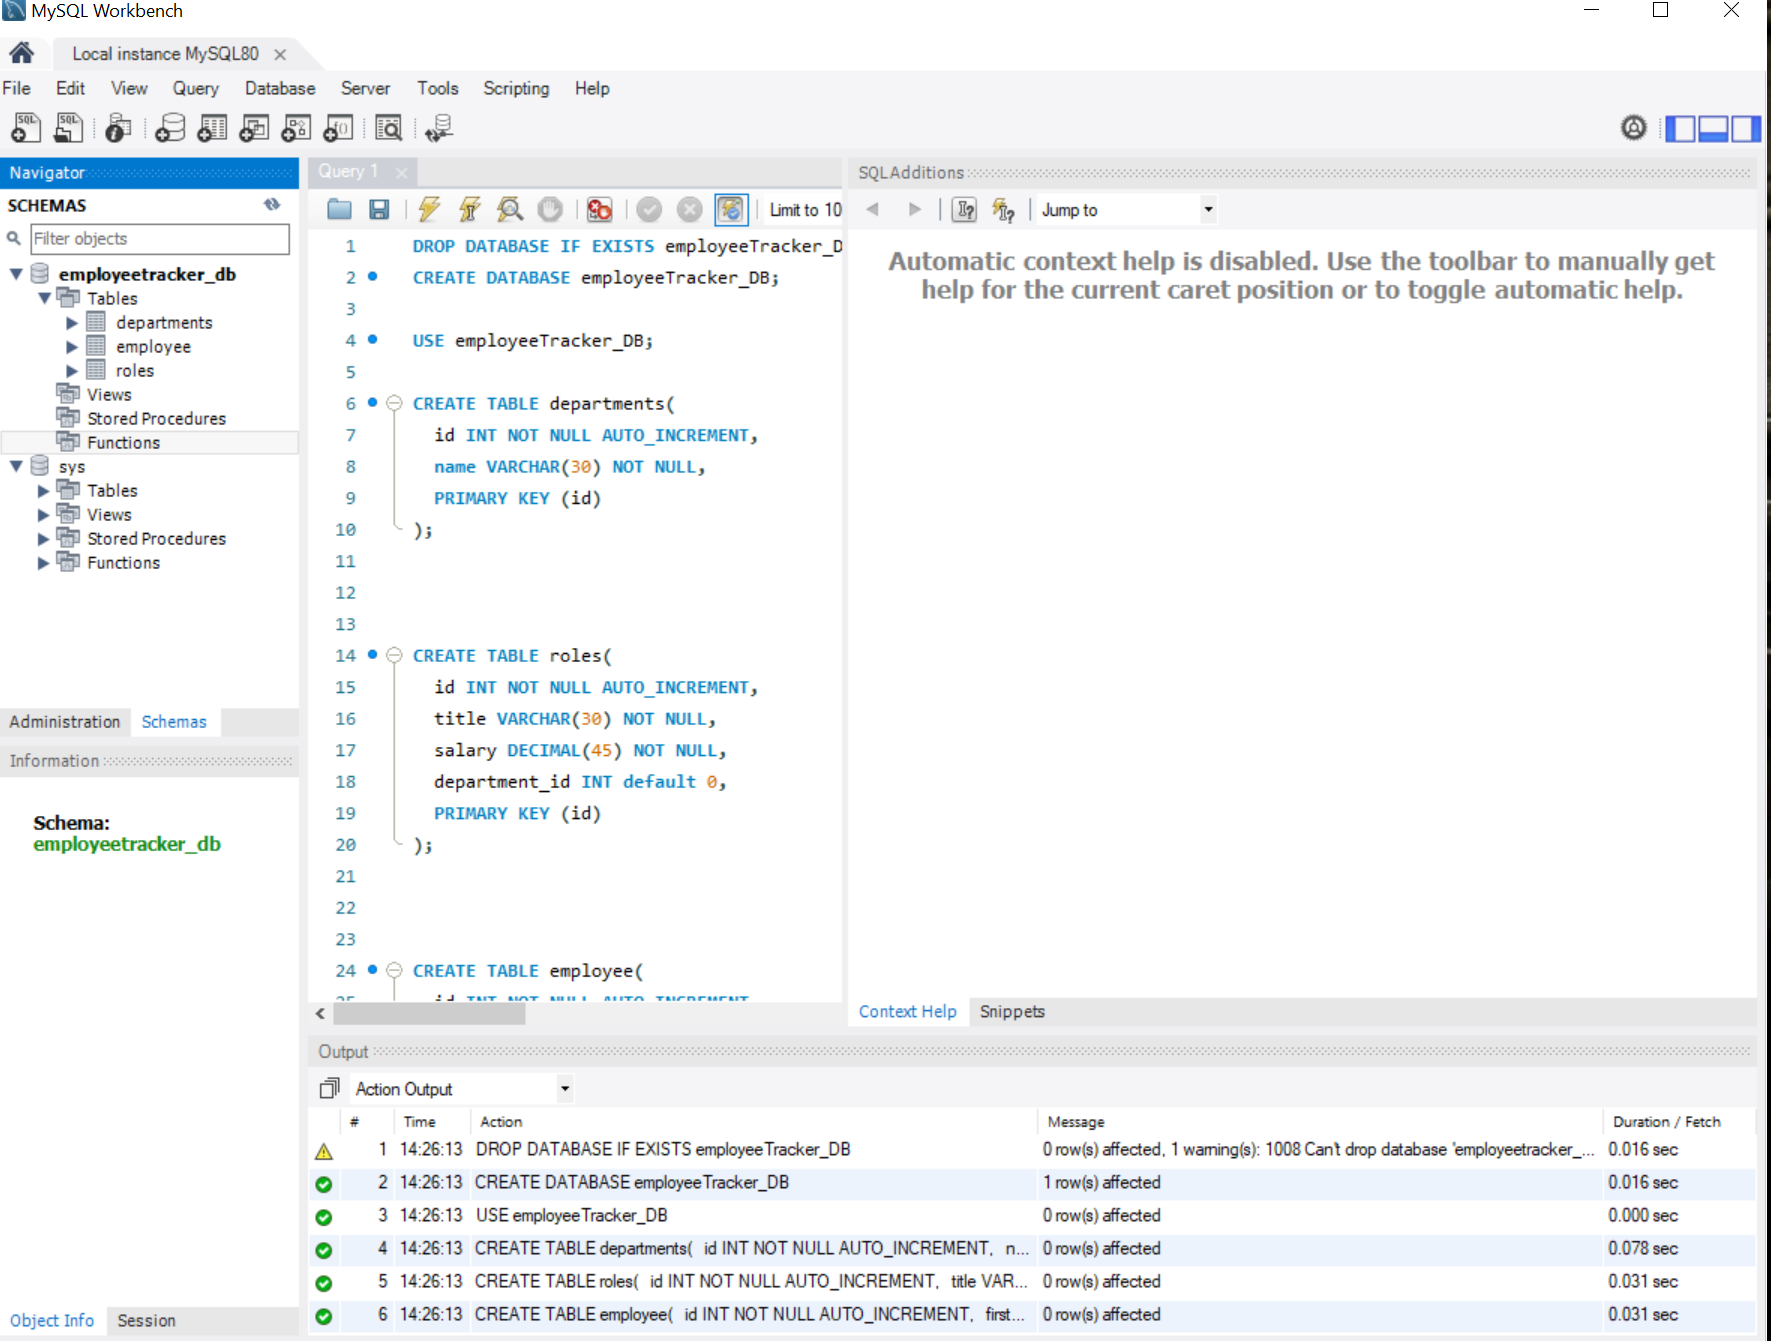 MySQL Workbench
Local instance MySQL80
File Edit View Query Database Server Tools Scripting Help
Navigator
SCHEMAS
Filter objects
employeetracker_db
Tables
departments
employee
roles
Views
Stored Procedures
Functions
sys
Tables
Views
Stored Procedures
Functions
Administration Schemas
Information
Schema:
employeetracker_db
Object Info Session
Query 1
Limit to 10
1 DROP DATABASE IF EXISTS employeeTracker_D
2 CREATE DATABASE employeeTracker_DB;
3
4 USE employeeTracker_DB;
5
6 CREATE TABLE departments(
7 id INT NOT NULL AUTO_INCREMENT,
8 name VARCHAR(30) NOT NULL,
9 PRIMARY KEY (id)
10 );
11
12
13
14 CREATE TABLE roles(
15 id INT NOT NULL AUTO_INCREMENT,
16 title VARCHAR(30) NOT NULL,
17 salary DECIMAL(45) NOT NULL,
18 department_id INT default 0,
19 PRIMARY KEY (id)
20 );
21
22
23
24 CREATE TABLE employee(
25 id INT NOT NULL AUTO_INCREMENT
SQLAdditions
Jump to
Automatic context help is disabled. Use the toolbar to manually get
help for the current caret position or to toggle automatic help.
Context Help Snippets
Output
Action Output
# Time Action Message Duration / Fetch
1 14:26:13 DROP DATABASE IF EXISTS employeeTracker_DB 0 row(s) affected, 1 warning(s): 1008 Can't drop database 'employeetracker_... 0.016 sec
2 14:26:13 CREATE DATABASE employeeTracker_DB 1 row(s) affected 0.016 sec
3 14:26:13 USE employeeTracker_DB 0 row(s) affected 0.000 sec
4 14:26:13 CREATE TABLE departments( id INT NOT NULL AUTO_INCREMENT, n... 0 row(s) affected 0.078 sec
5 14:26:13 CREATE TABLE roles( id INT NOT NULL AUTO_INCREMENT, title VAR... 0 row(s) affected 0.031 sec
6 14:26:13 CREATE TABLE employee( id INT NOT NULL AUTO_INCREMENT, first... 0 row(s) affected 0.031 sec